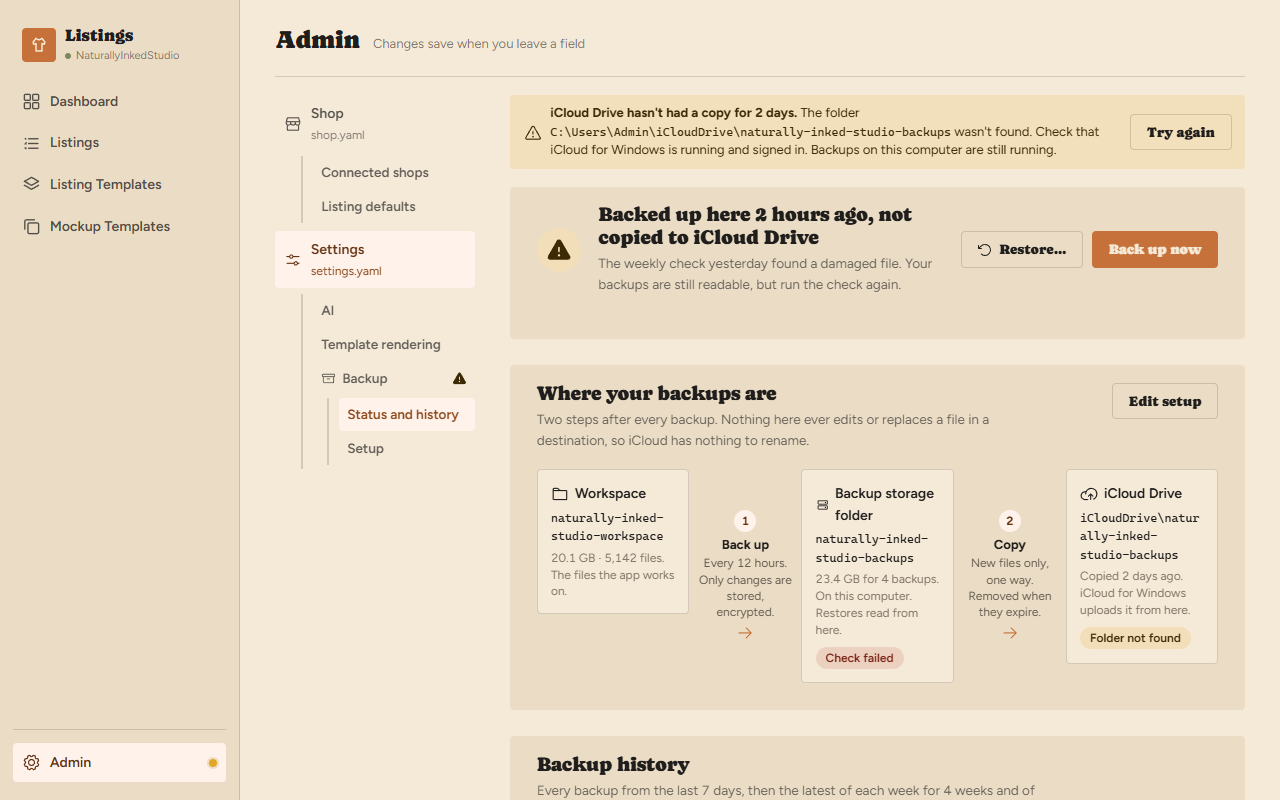 Listings
NaturallyInkedStudio
Dashboard
Listings
Listing Templates
Mockup Templates
Admin
Admin
Changes save when you leave a field
Shop
shop.yaml
Connected shops
Listing defaults
Settings
settings.yaml
AI
Template rendering
Backup
Status and history
Setup
iCloud Drive hasn't had a copy for 2 days. The folder
C:\Users\Admin\iCloudDrive\naturally-inked-studio-backups wasn't found. Check that
iCloud for Windows is running and signed in. Backups on this computer are still running.
Try again
Backed up here 2 hours ago, not
copied to iCloud Drive
The weekly check yesterday found a damaged file. Your
backups are still readable, but run the check again.
Restore...
Back up now
Where your backups are
Two steps after every backup. Nothing here ever edits or replaces a file in a
destination, so iCloud has nothing to rename.
Edit setup
Workspace
naturally-inked-
studio-workspace
20.1 GB · 5,142 files.
The files the app works
on.
1
Back up
Every 12 hours.
Only changes are
stored,
encrypted.
Backup storage
folder
naturally-inked-
studio-backups
23.4 GB for 4 backups.
On this computer.
Restores read from
here.
Check failed
2
Copy
New files only,
one way.
Removed when
they expire.
iCloud Drive
iCloudDrive\natur
ally-inked-
studio-backups
Copied 2 days ago.
iCloud for Windows
uploads it from here.
Folder not found
Backup history
Every backup from the last 7 days, then the latest of each week for 4 weeks and of